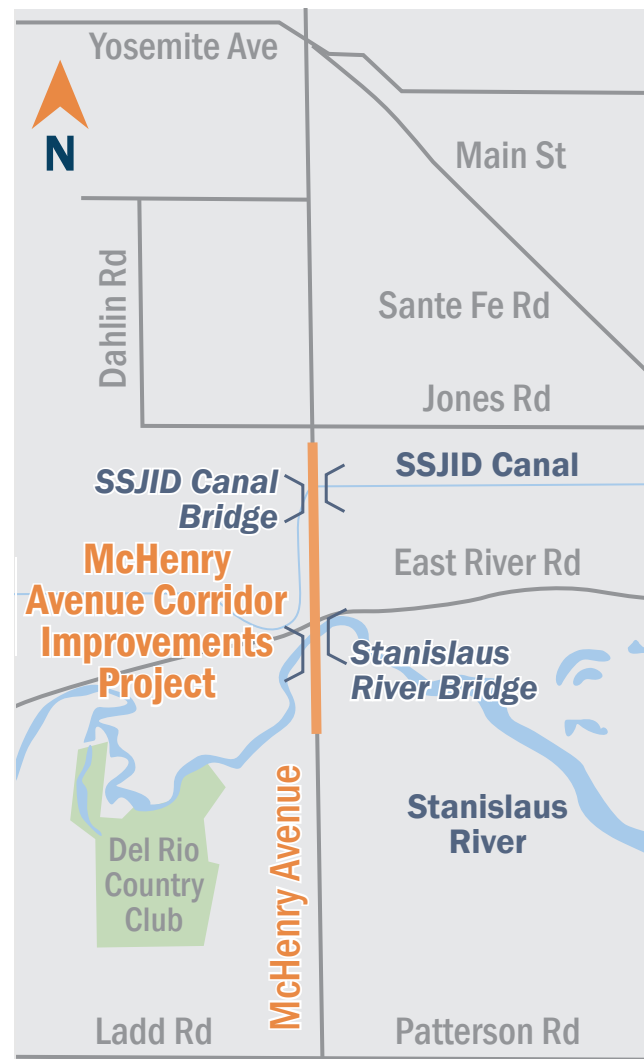 Yosemite Ave
N
Main St
Dahlin Rd
Sante Fe Rd
Jones Rd
SSJID Canal
SSJID Canal
Bridge
McHenry
Avenue Corridor
Improvements
Project
East River Rd
Stanislaus
River Bridge
McHenry Avenue
Stanislaus
River
Del Rio
Country
Club
Ladd Rd
Patterson Rd